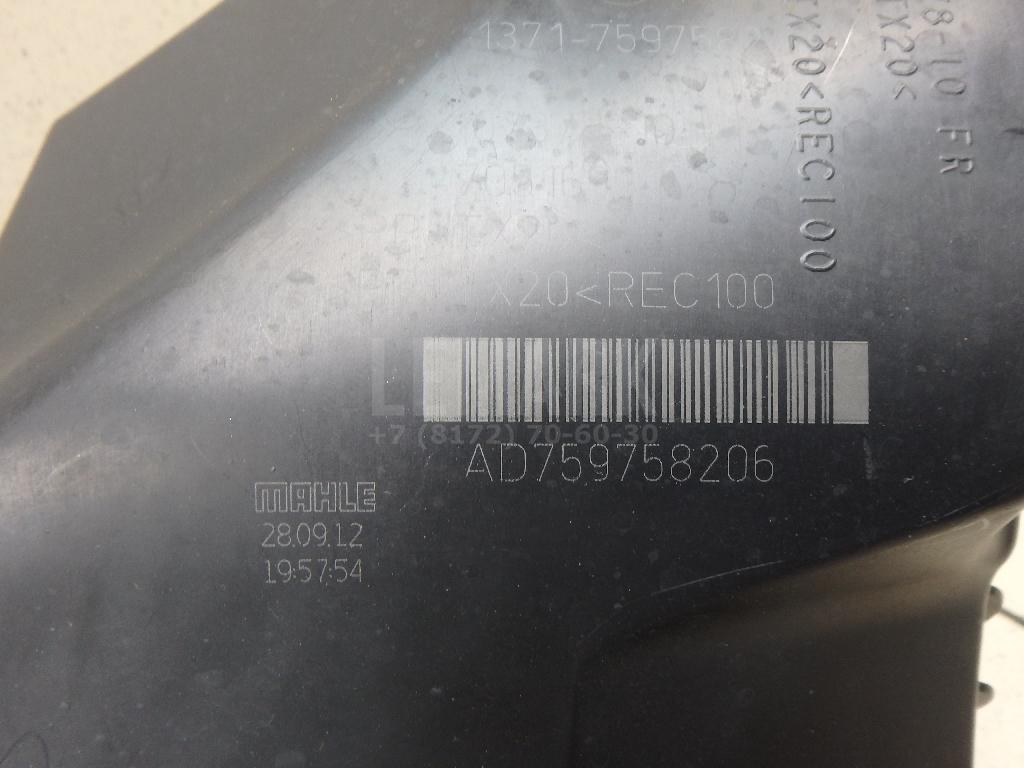 1371-75975
X20<REC100
AD759758206
MAHLE
28.09.12
19:57:54
8-10 FR
TX20<
TX20<REC100
+7 (8172) 70-60-30